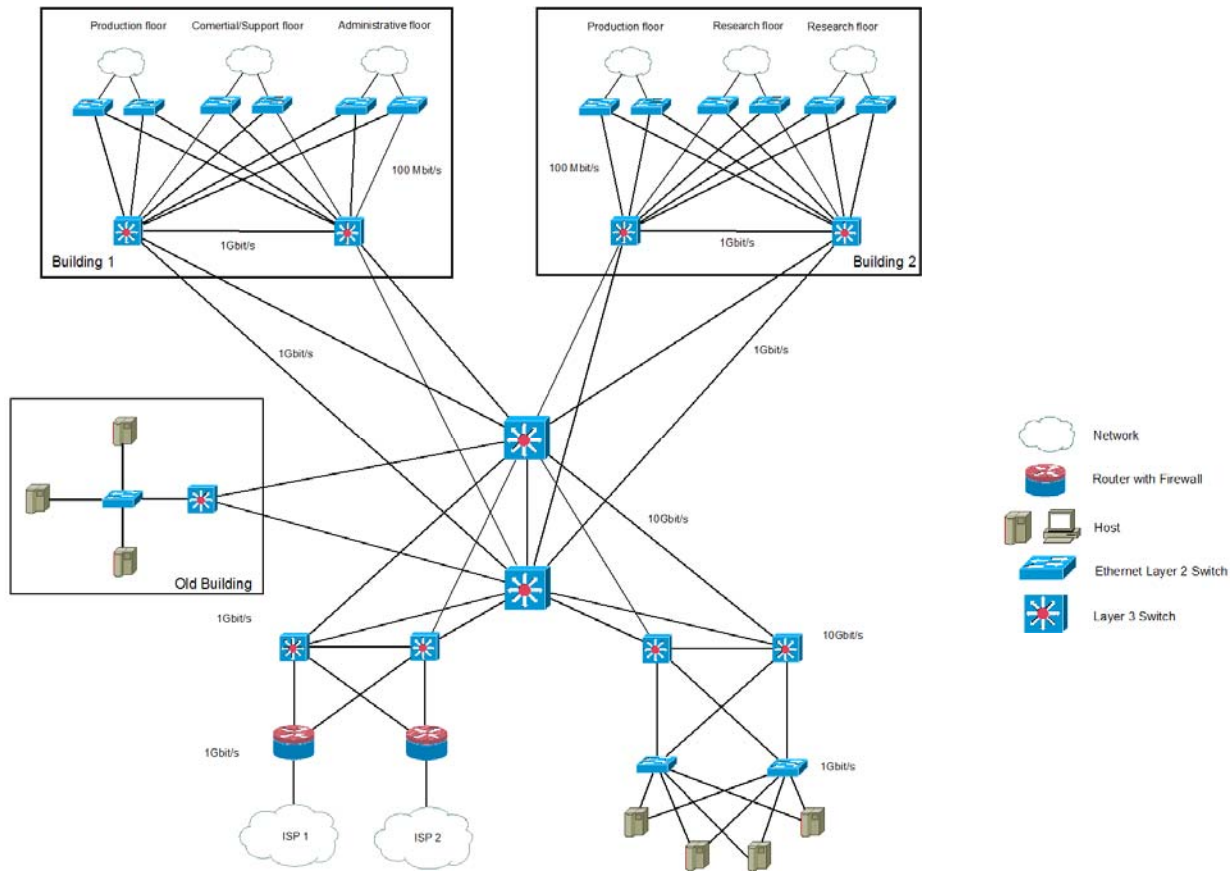 Production floor
Comertial/Support floor
Administrative floor
100 Mbit/s
1Gbit/s
Building 1
Production floor
Research floor
Research floor
100 Mbit/s
1Gbit/s
Building 2
1Gbit/s
1Gbit/s
Old Building
10Gbit/s
1Gbit/s
10Gbit/s
1Gbit/s
1Gbit/s
ISP 1
ISP 2
Network
Router with Firewall
Host
Ethernet Layer 2 Switch
Layer 3 Switch